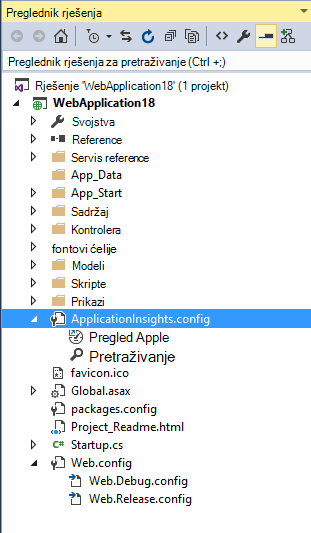 Preglednik rješenja
Preglednik rješenja za pretraživanje (Ctrl +;)
Rješenje "WebApplication18" (1 projekt)
WebApplication18
Svojstva
Reference
Servis reference
App_Data
App_Start
Sadržaj
Kontrolera
fontovi ćelije
Modeli
Skripte
Prikazi
ApplicationInsights.config
Pregled Apple
Pretraživanje
favicon.ico
Global.asax
packages.config
Project_Readme.html
C# Startup.cs
Web.config
Web.Debug.config
Web.Release.config